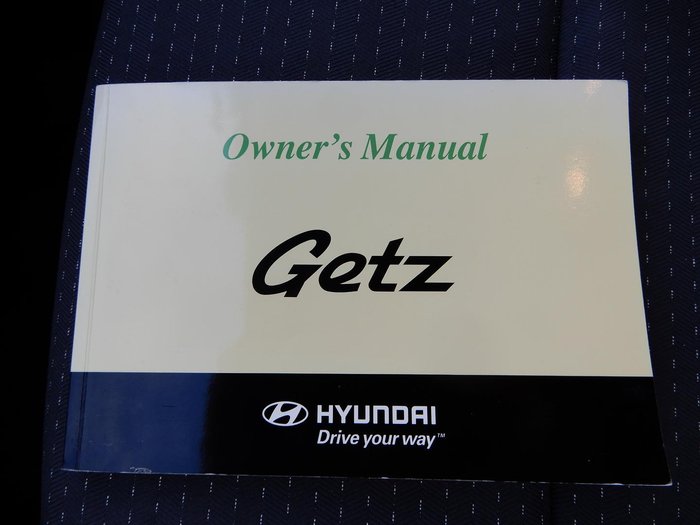 Owner's Manual
Getz
HYUNDAI
Drive your way™